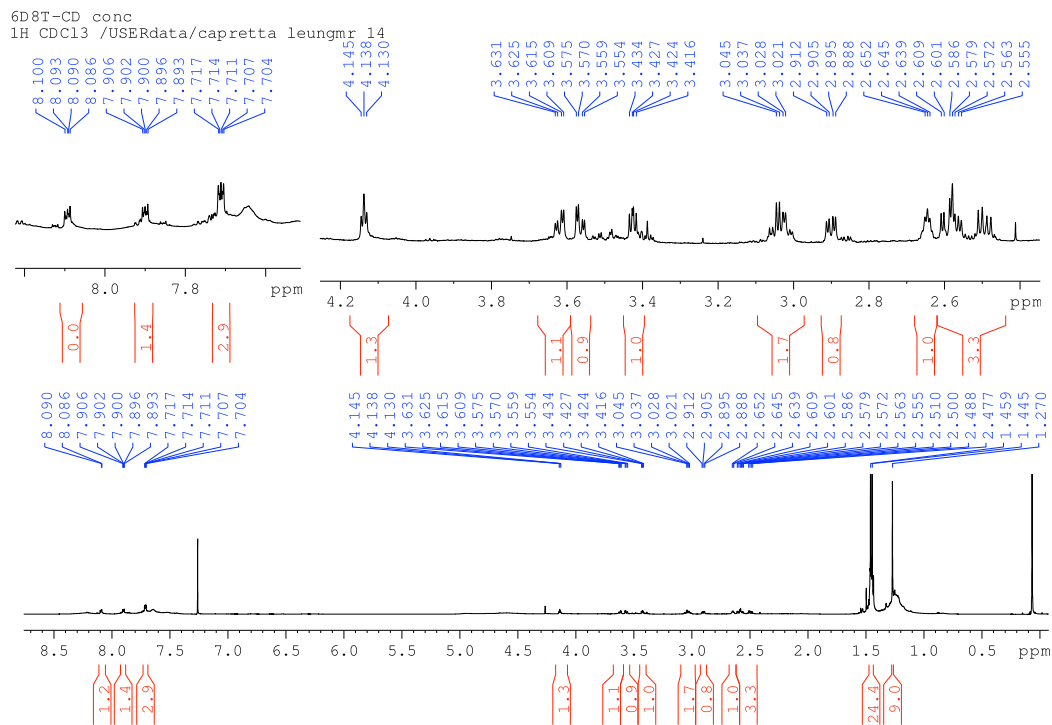 6D8T-CD conc
1H CDCl3 /USERdata/capretta leungmr 14
8.100 8.093 8.090 8.086 7.906 7.902 7.900 7.896 7.893 7.717 7.714 7.711 7.707 7.704
4.145 4.138 4.130 3.631 3.625 3.615 3.609 3.575 3.570 3.559 3.554 3.434 3.427 3.424 3.416 3.045 3.037 3.028 3.021 2.912 2.905 2.895 2.888 2.652 2.645 2.639 2.609 2.601 2.586 2.579 2.572 2.563 2.555
8.0 7.8 ppm
4.2 4.0 3.8 3.6 3.4 3.2 3.0 2.8 2.6 ppm
0.0 1.4 2.9
1.3 1.1 0.9 1.0 1.7 0.8 1.0 3.3
8.090 8.086 7.906 7.902 7.900 7.896 7.893 7.717 7.714 7.711 7.707 7.704 4.145 4.138 4.130 3.631 3.625 3.615 3.609 3.575 3.570 3.559 3.554 3.434 3.427 3.424 3.416 3.045 3.037 3.028 3.021 2.912 2.905 2.895 2.888 2.652 2.645 2.639 2.609 2.601 2.586 2.579 2.572 2.563 2.555 2.510 2.500 2.488 2.477 1.459 1.445 1.270
8.5 8.0 7.5 7.0 6.5 6.0 5.5 5.0 4.5 4.0 3.5 3.0 2.5 2.0 1.5 1.0 0.5 ppm
1.2 1.4 2.9 1.3 1.1 0.9 1.0 1.7 0.8 1.0 3.3 24.4 9.0